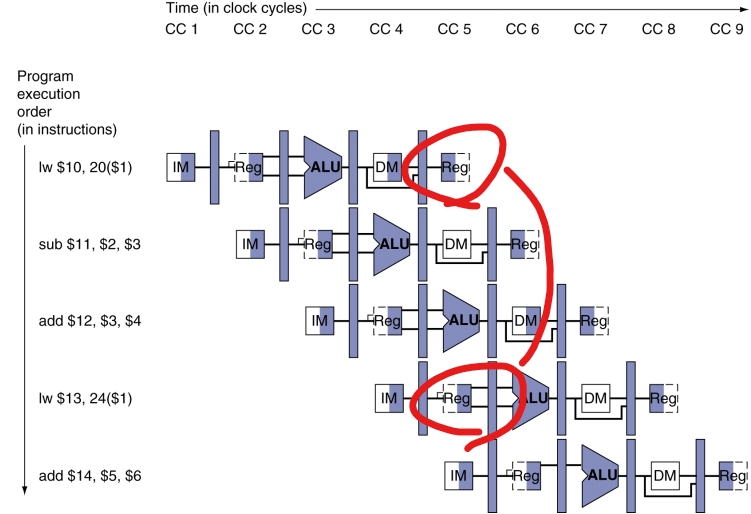 Time (in clock cycles)
CC 1 CC 2 CC 3 CC 4 CC 5 CC 6 CC 7 CC 8 CC 9
Program
execution
order
(in instructions)
lw $10, 20($1) IM Reg ALU DM Reg
sub $11, $2, $3 IM Reg ALU DM Reg
add $12, $3, $4 IM Reg ALU DM Reg
lw $13, 24($1) IM Reg ALU DM Reg
add $14, $5, $6 IM Reg ALU DM Reg